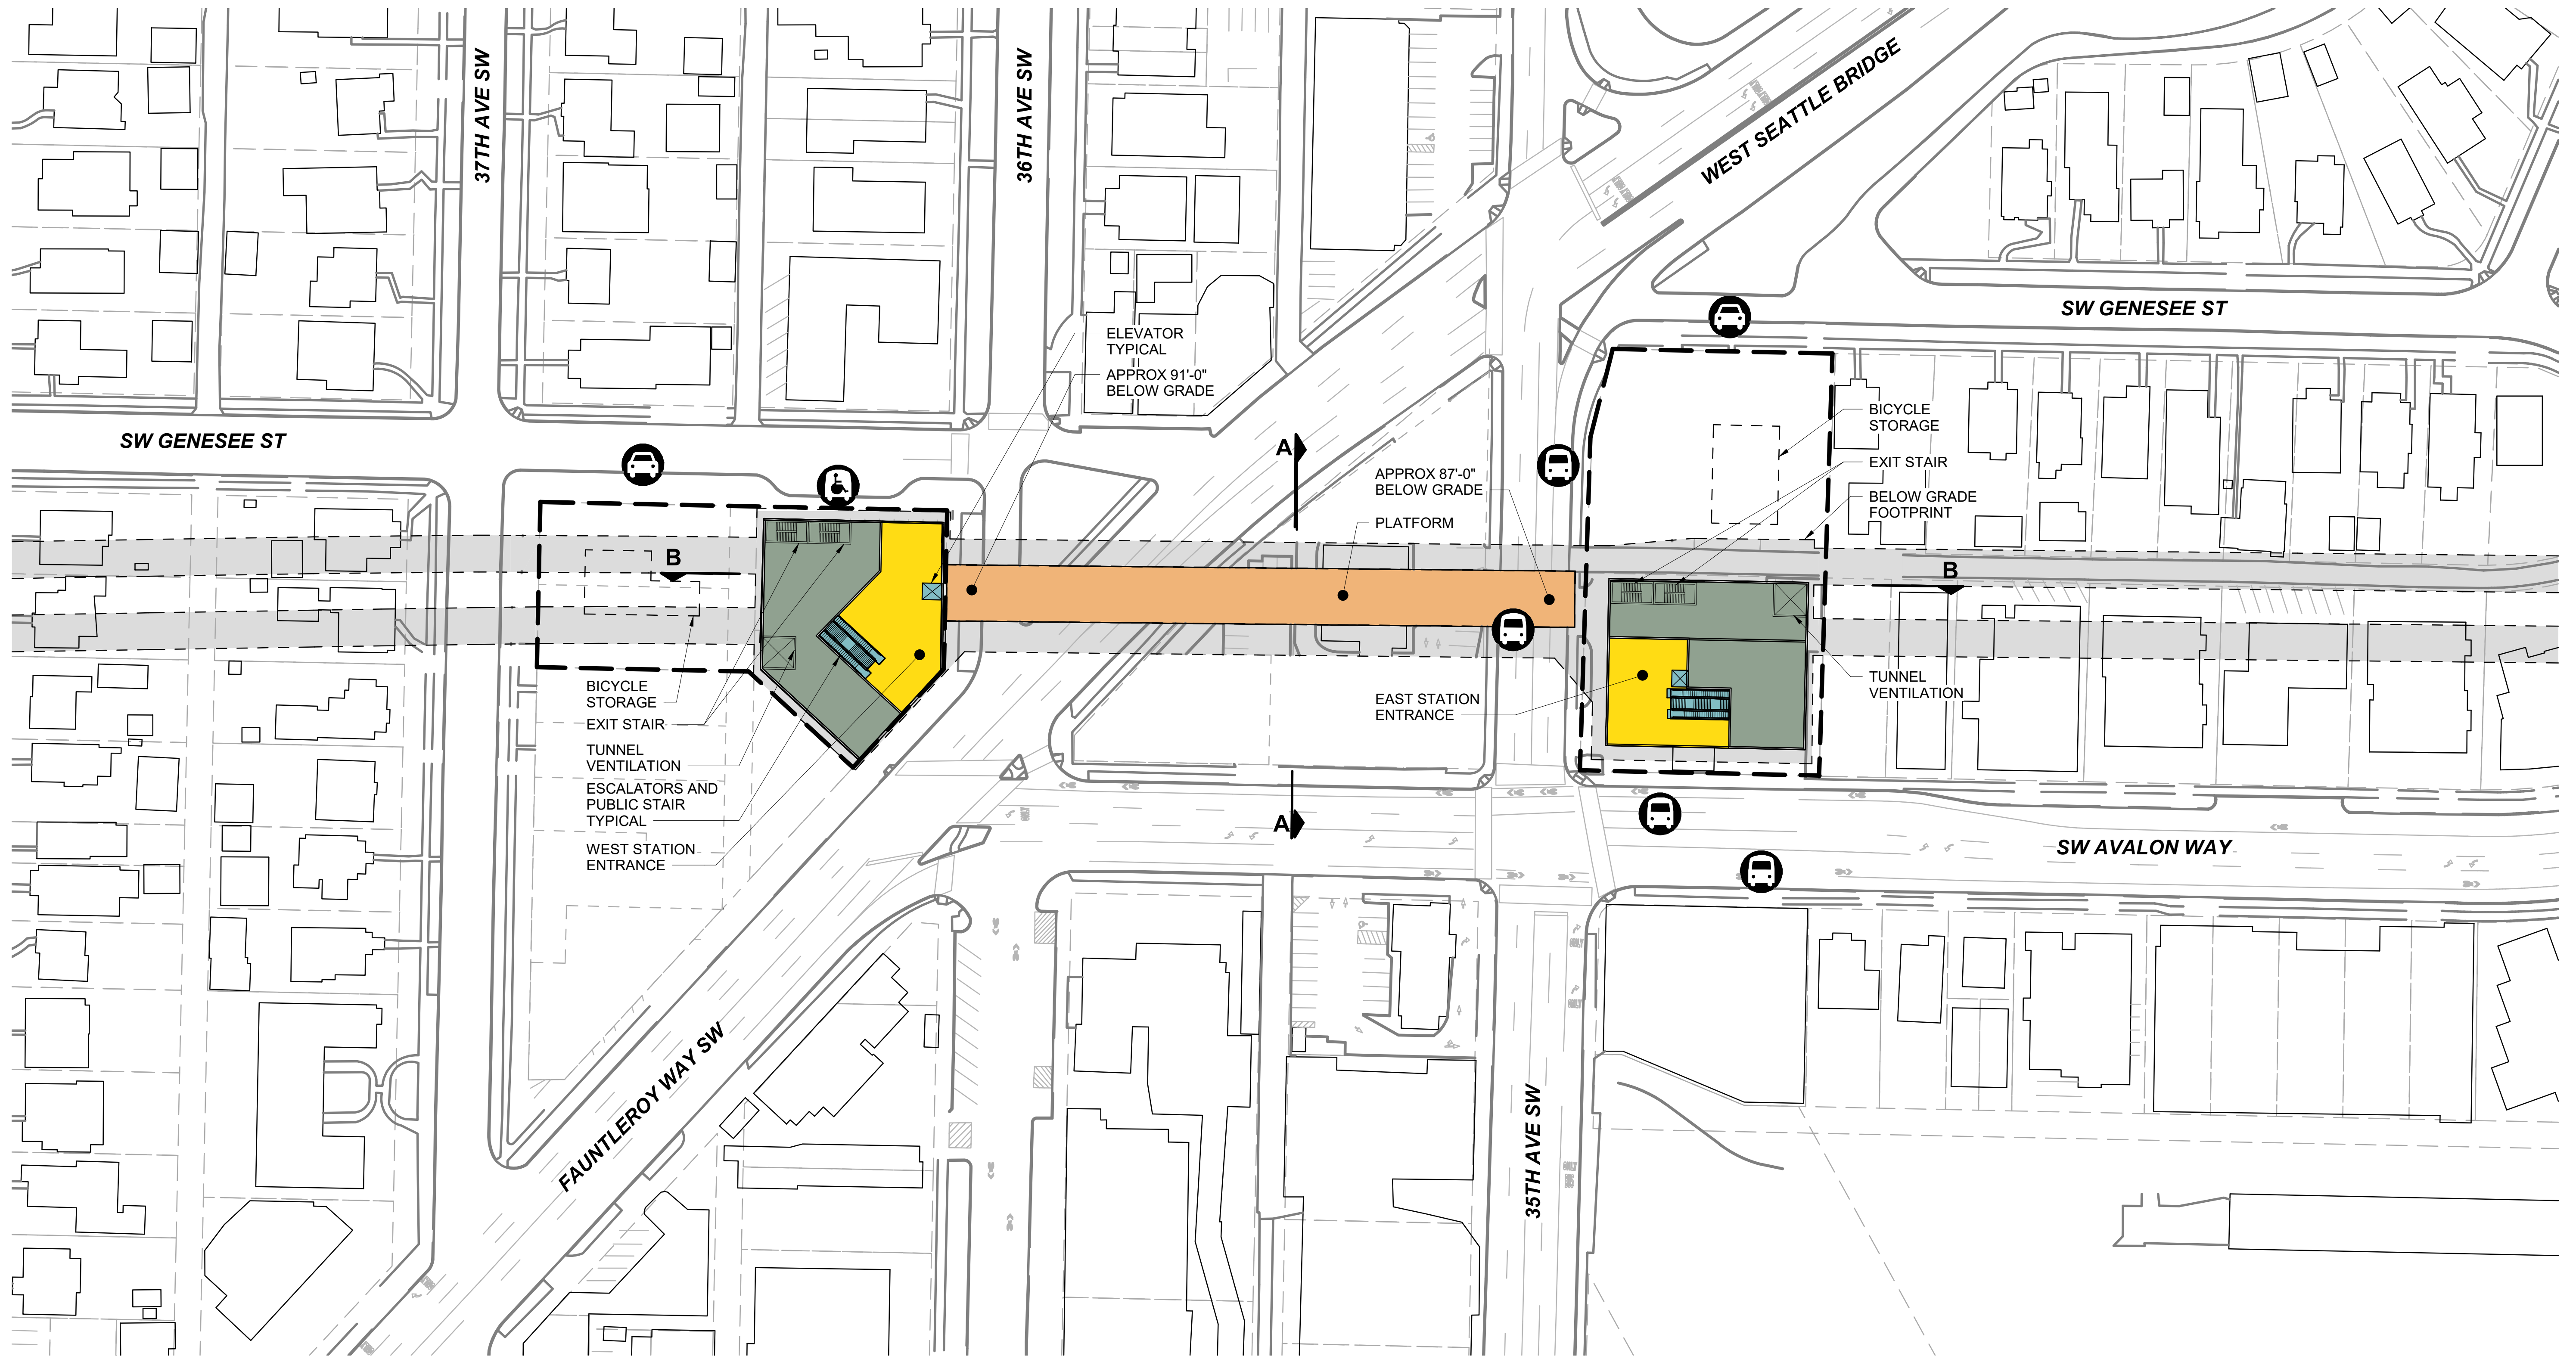 37TH AVE SW
36TH AVE SW
WEST SEATTLE BRIDGE
SW GENESEE ST
ELEVATOR
TYPICAL
APPROX 91'-0"
BELOW GRADE
SW GENESEE ST
A
APPROX 87'-0"
BELOW GRADE
PLATFORM
BICYCLE
STORAGE
EXIT STAIR
BELOW GRADE
FOOTPRINT
B
B
BICYCLE
STORAGE
EXIT STAIR
TUNNEL
VENTILATION
ESCALATORS AND
PUBLIC STAIR
TYPICAL
WEST STATION
ENTRANCE
EAST STATION
ENTRANCE
TUNNEL
VENTILATION
A
SW AVALON WAY
FAUNTLEROY WAY SW
35TH AVE SW